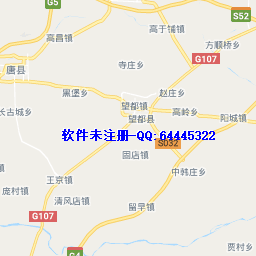 G5
S52
高昌镇
高于铺镇
方顺桥乡
寺庄乡
G107
唐县
黑堡乡
赵庄乡
望都镇
高岭乡
望都县
长古城乡
阳城镇
软件未注册-QQ:64445322
固店镇
S032
中韩庄乡
王京镇
庞村镇
清风店镇
留早镇
G107
贾村乡
G4